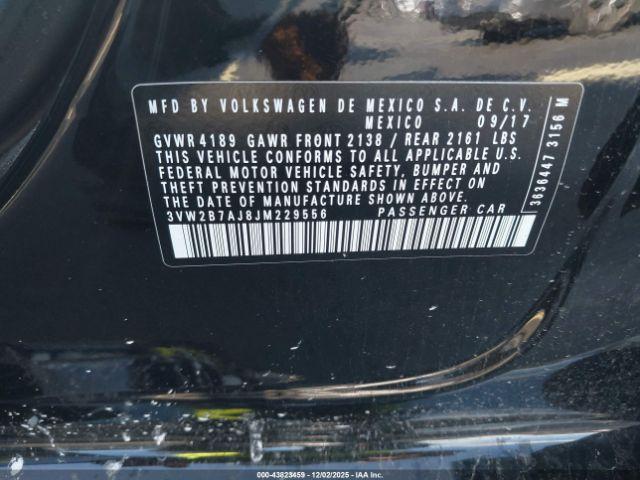 MFD BY VOLKSWAGEN DE MEXICO S.A. DE C.V.
MEXICO 09/17
GVWR 4189 GAWR FRONT 2138 / REAR 2161 LBS
THIS VEHICLE CONFORMS TO ALL APPLICABLE U.S.
FEDERAL MOTOR VEHICLE SAFETY, BUMPER AND
THEFT PREVENTION STANDARDS IN EFFECT ON
THE DATE OF MANUFACTURE SHOWN ABOVE.
3VW2B7AJ8JM229556 PASSENGER CAR
3636447 3156 M
000-43823459 - 12/02/2025 - IAA Inc.